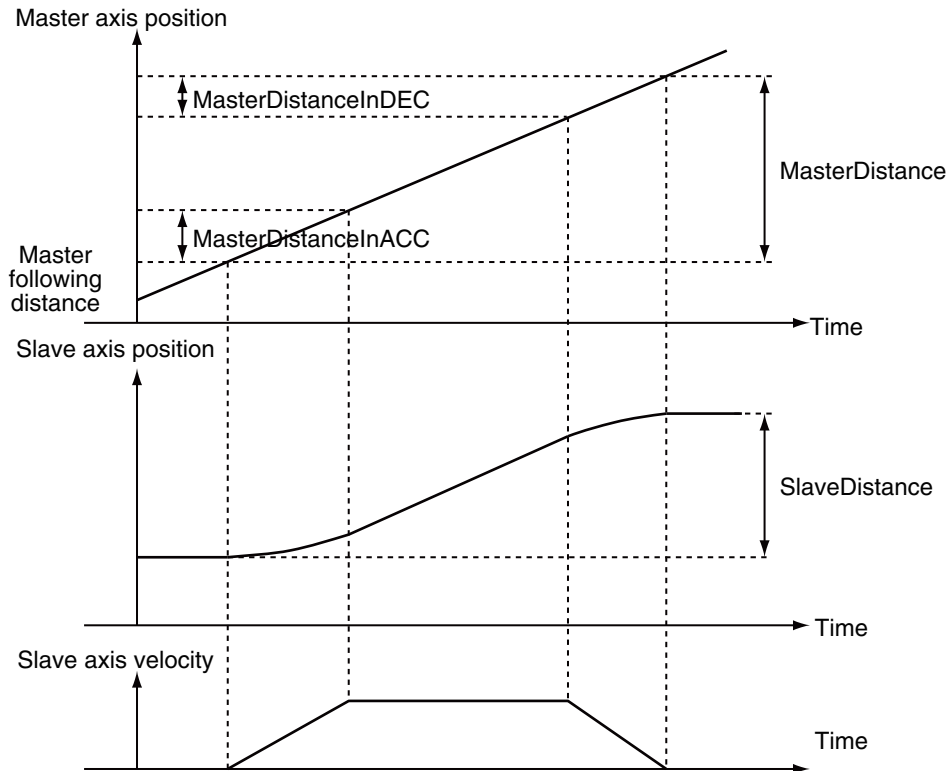 Master axis position
MasterDistanceInDEC
MasterDistance
MasterDistanceInACC
Master
following
distance
Time
Slave axis position
SlaveDistance
Time
Slave axis velocity
Time